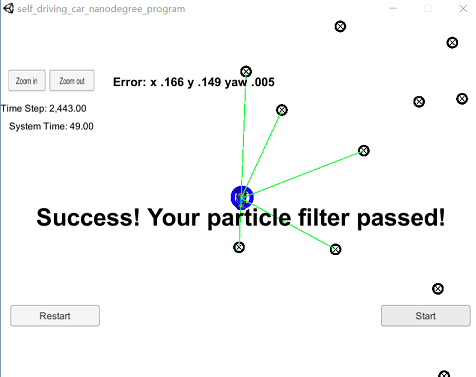 self_driving_car_nanodegree_program
Zoom in
Zoom out
Error: x .166 y .149 yaw .005
Time Step: 2,443.00
System Time: 49.00
Success! Your particle filter passed!
Restart
Start